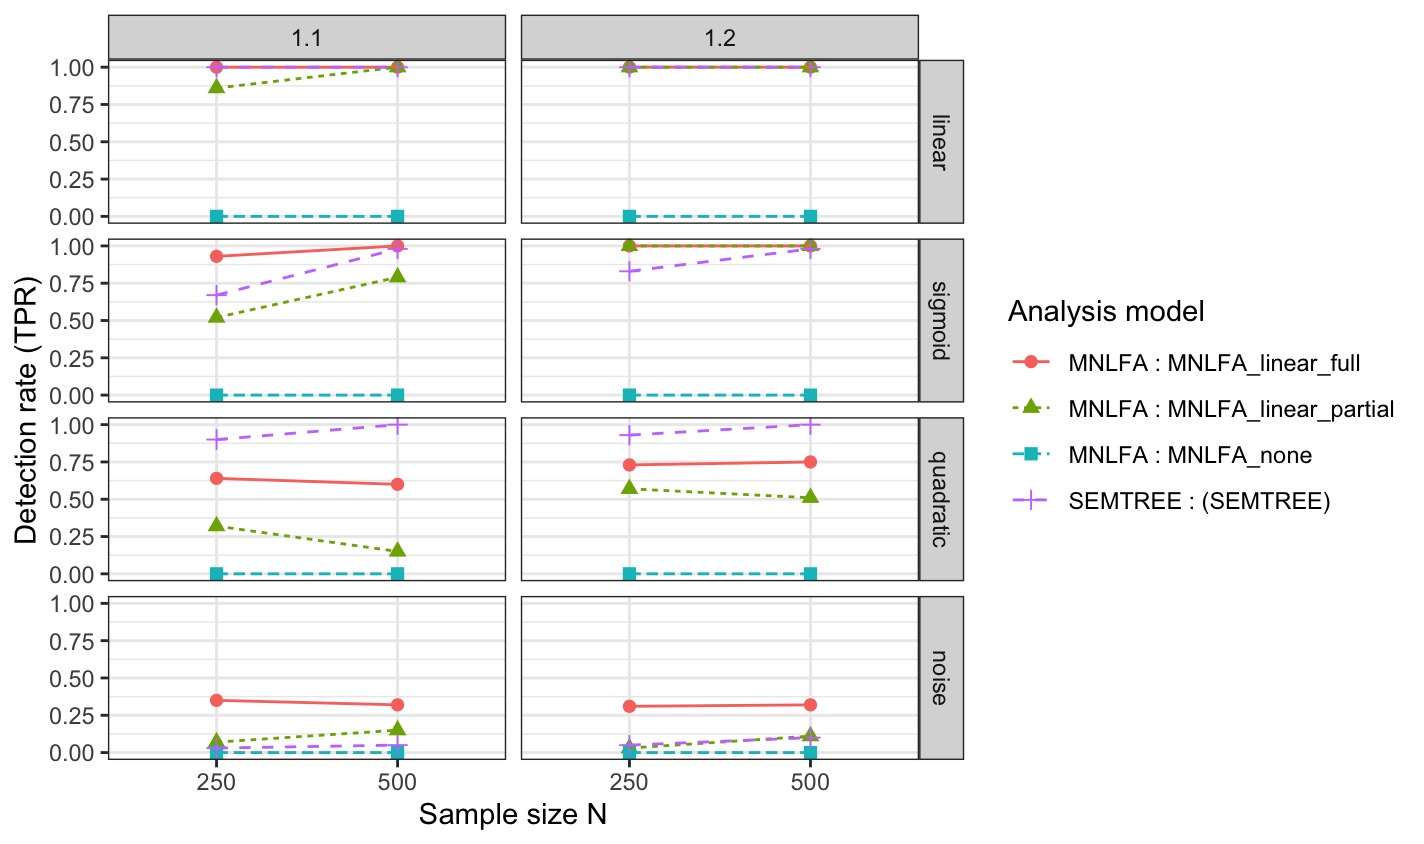 1.1
1.2
1.00
0.75
0.50
0.25
0.00
linear
1.00
0.75
0.50
0.25
0.00
sigmoid
1.00
0.75
0.50
0.25
0.00
quadratic
1.00
0.75
0.50
0.25
0.00
noise
250
500
250
500
Sample size N
Detection rate (TPR)
Analysis model
MNLFA : MNLFA_linear_full
MNLFA : MNLFA_linear_partial
MNLFA : MNLFA_none
SEMTREE : (SEMTREE)